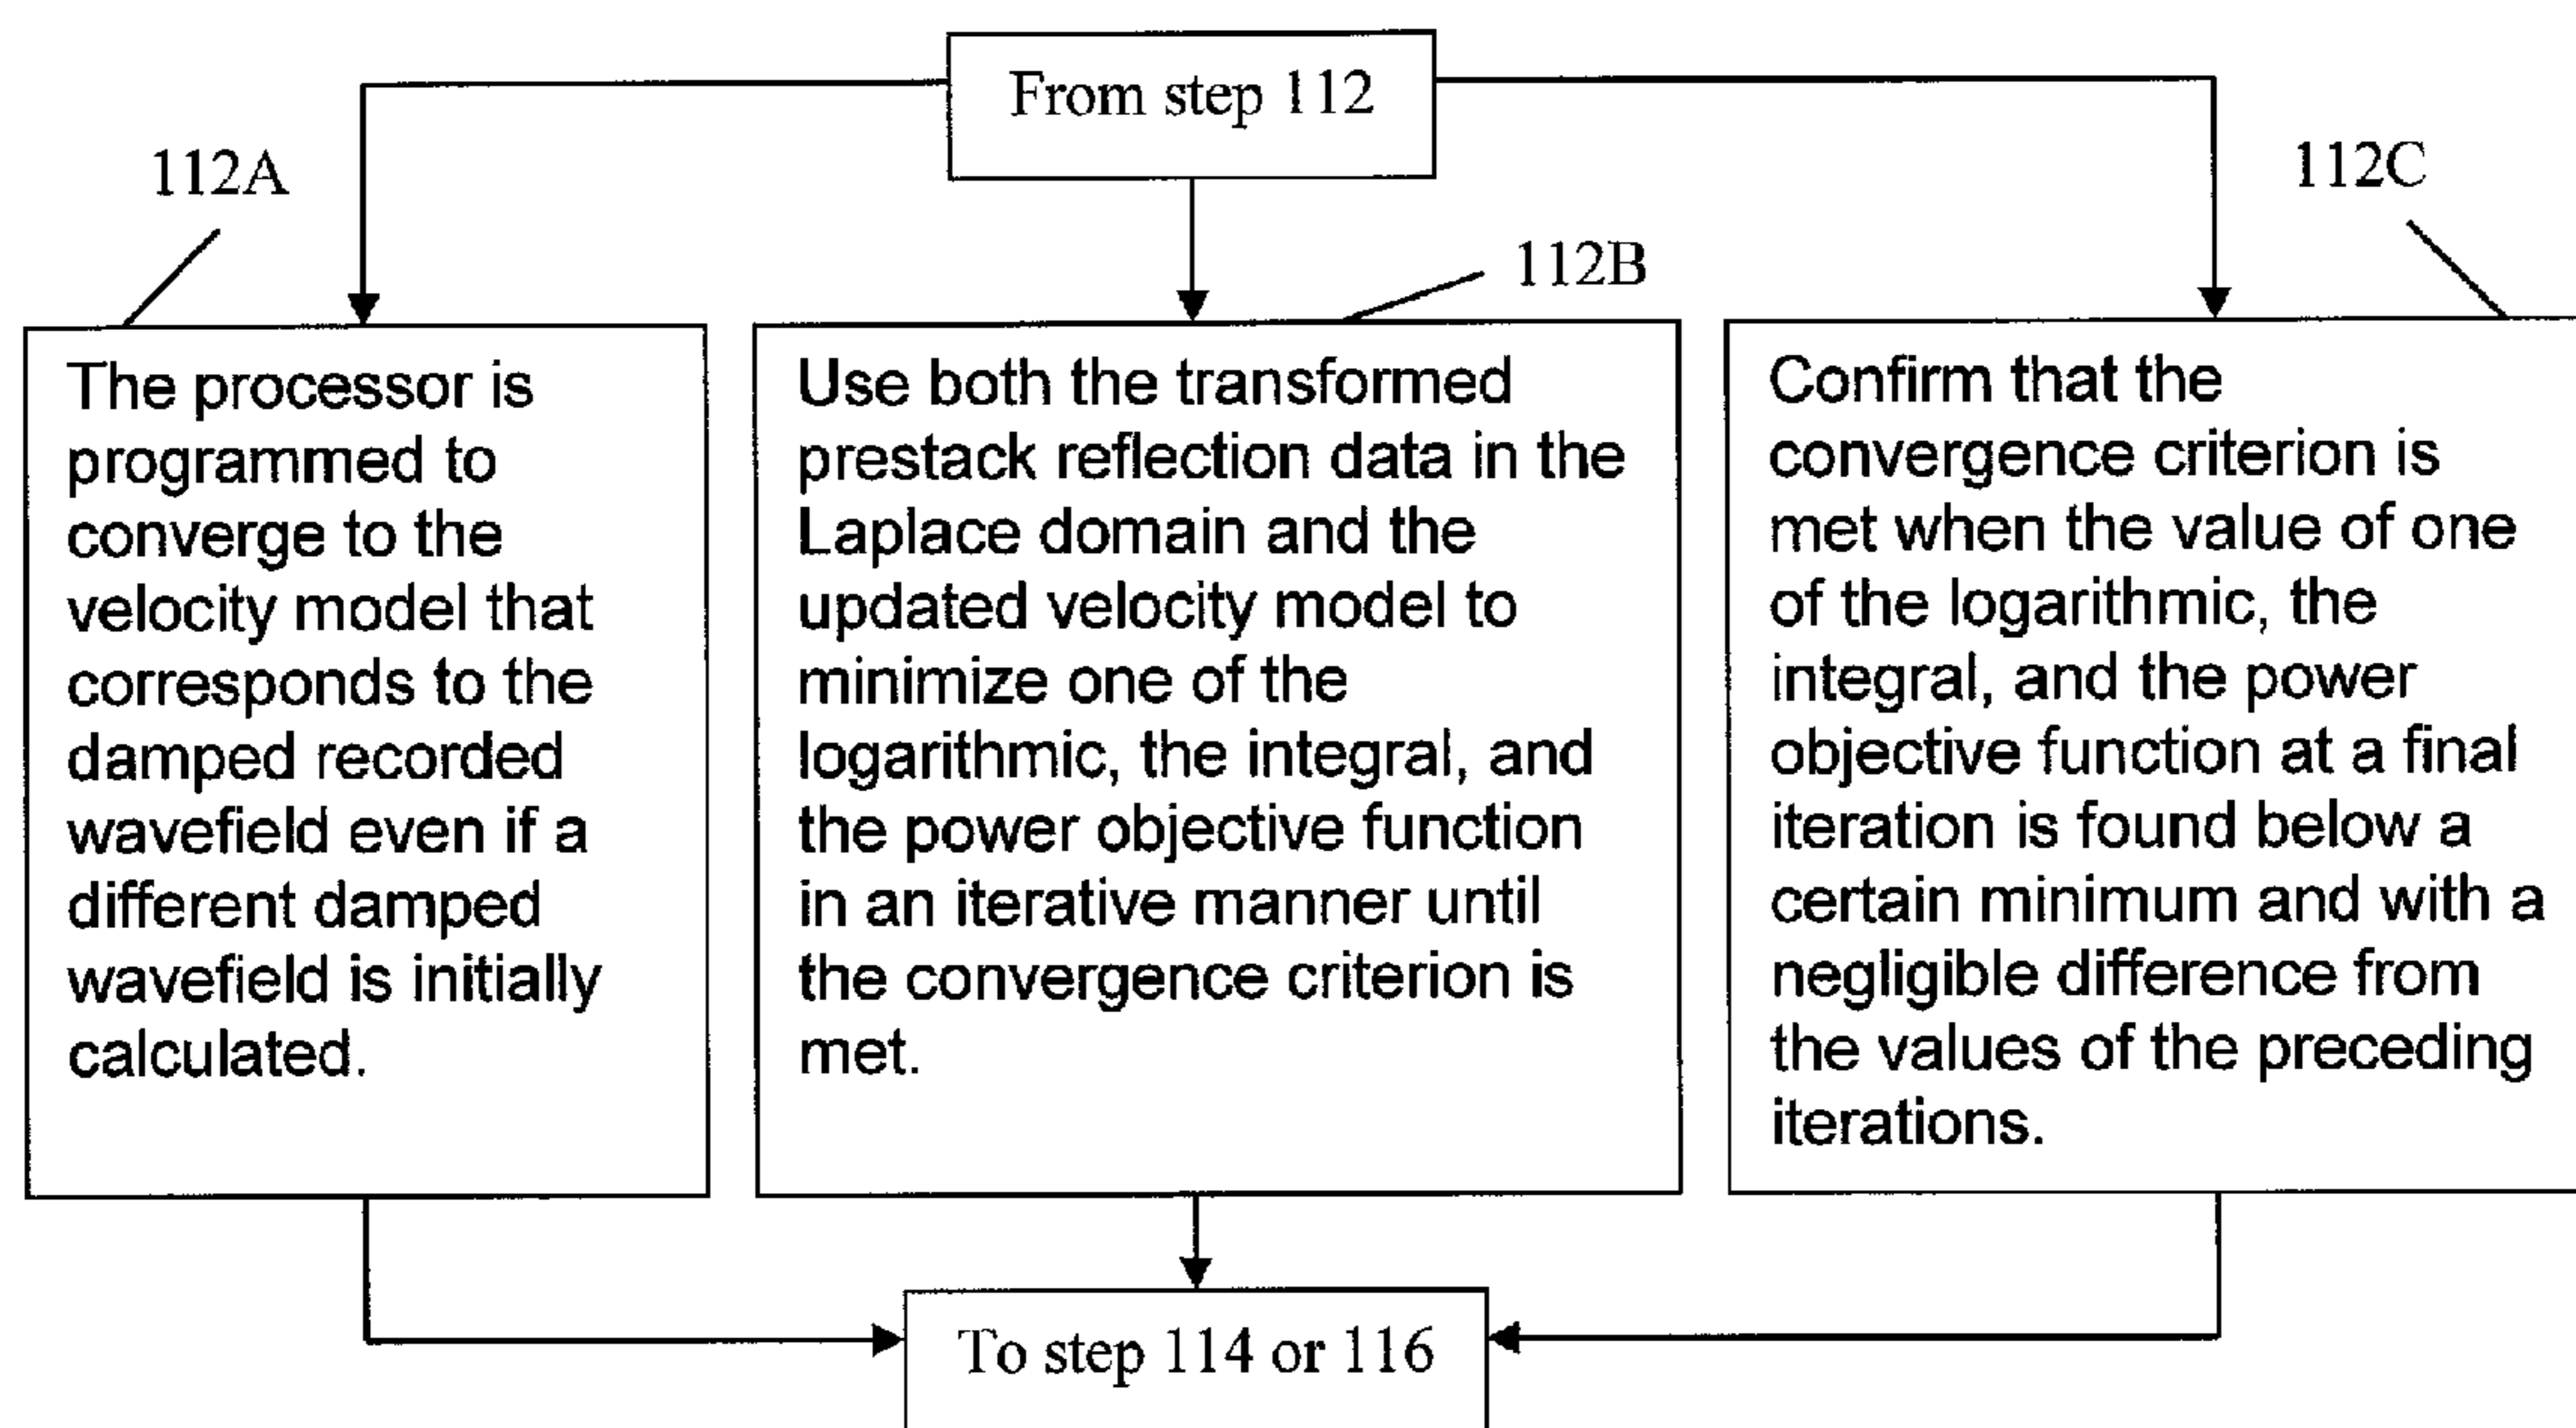 From step 112
112A
112B
112C
The processor is
programmed to
converge to the
velocity model that
corresponds to the
damped recorded
wavefield even if a
different damped
wavefield is initially
calculated.
Use both the transformed
prestack reflection data in the
Laplace domain and the
updated velocity model to
minimize one of the
logarithmic, the integral, and
the power objective function
in an iterative manner until
the convergence criterion is
met.
Confirm that the
convergence criterion is
met when the value of one
of the logarithmic, the
integral, and the power
objective function at a final
iteration is found below a
certain minimum and with a
negligible difference from
the values of the preceding
iterations.
To step 114 or 116